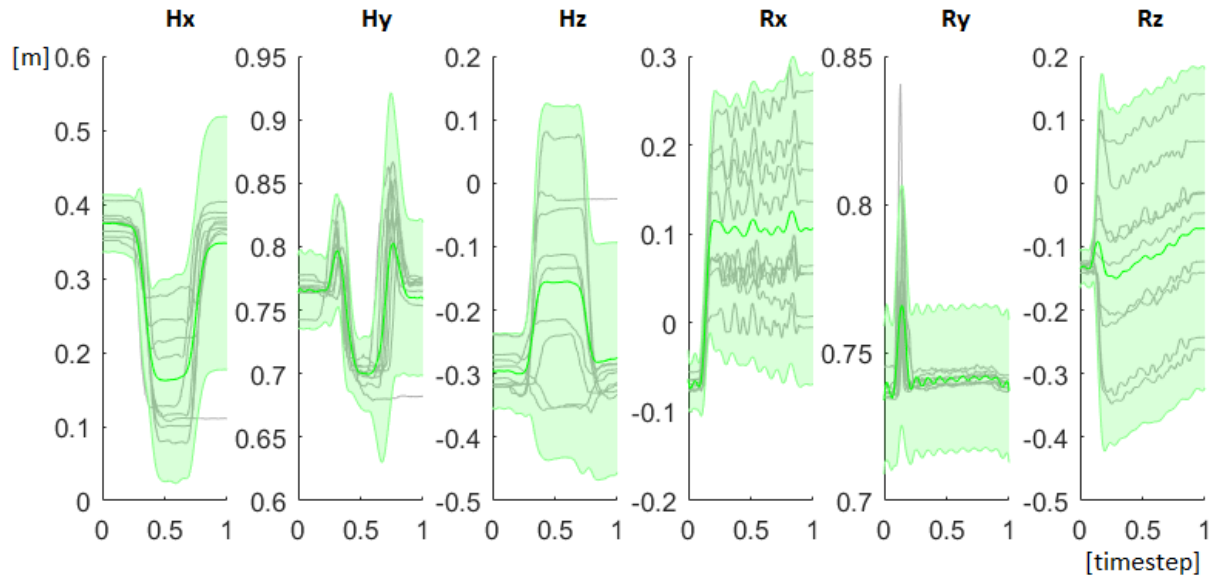 Hx Hy Hz Rx Ry Rz
[m] 0.6 0.95 0.2 0.3 0.85 0.2
0.5 0.9 0.1 0.2 0.8 0.1
0.4 0.85 0 0.1 0.75 0
0.3 0.8 -0.1 0 0.7 -0.1
0.2 0.75 -0.2 -0.1 -0.2
0.1 0.7 -0.3 -0.2 -0.3
0 0.65 -0.4 -0.4
0.6 -0.5 -0.5
0 0.5 1 0 0.5 1 0 0.5 1 0 0.5 1 0 0.5 1 0 0.5 1
[timestep]